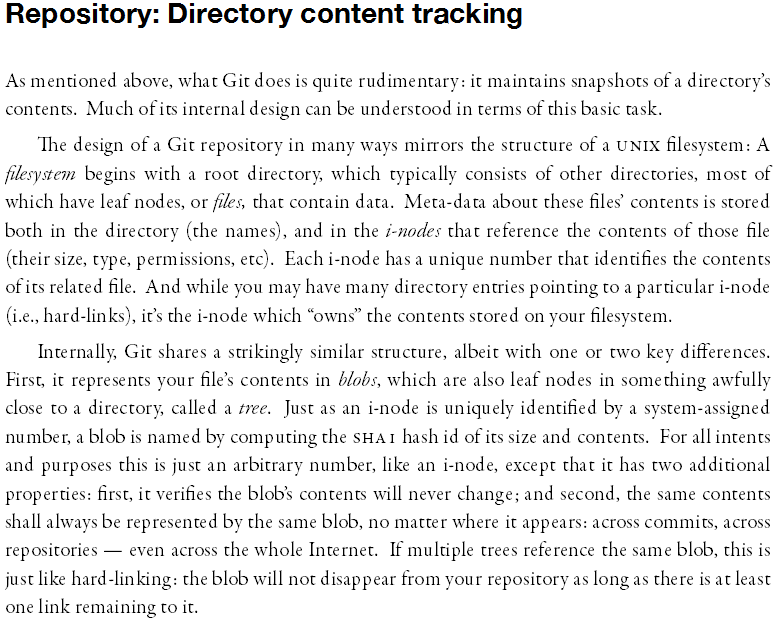 Repository: Directory content tracking
As mentioned above, what Git does is quite rudimentary: it maintains snapshots of a directory’s
contents. Much of its internal design can be understood in terms of this basic task.
The design of a Git repository in many ways mirrors the structure of a UNIX filesystem: A
filesystem begins with a root directory, which typically consists of other directories, most of
which have leaf nodes, or files, that contain data. Meta-data about these files’ contents is stored
both in the directory (the names), and in the i-nodes that reference the contents of those file
(their size, type, permissions, etc). Each i-node has a unique number that identifies the contents
of its related file. And while you may have many directory entries pointing to a particular i-node
(i.e., hard-links), it’s the i-node which “owns” the contents stored on your filesystem.
Internally, Git shares a strikingly similar structure, albeit with one or two key differences.
First, it represents your file’s contents in blobs, which are also leaf nodes in something awfully
close to a directory, called a tree. Just as an i-node is uniquely identified by a system-assigned
number, a blob is named by computing the SHA1 hash id of its size and contents. For all intents
and purposes this is just an arbitrary number, like an i-node, except that it has two additional
properties: first, it verifies the blob’s contents will never change; and second, the same contents
shall always be represented by the same blob, no matter where it appears: across commits, across
repositories — even across the whole Internet. If multiple trees reference the same blob, this is
just like hard-linking: the blob will not disappear from your repository as long as there is at least
one link remaining to it.